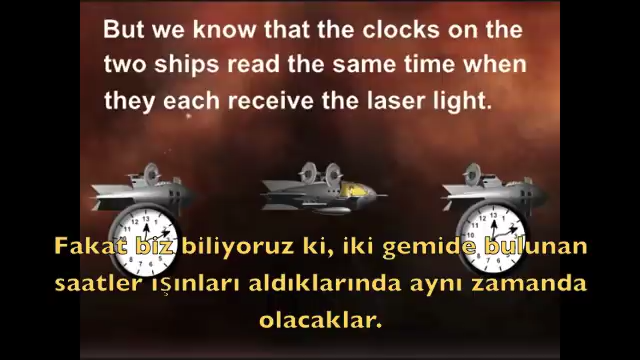 But we know that the clocks on the
two ships read the same time when
they each receive the laser light.
Fakat biz biliyoruz ki, iki gemide bulunan
saatler ışınları aldıklarında aynı zamanda
olacaklar.